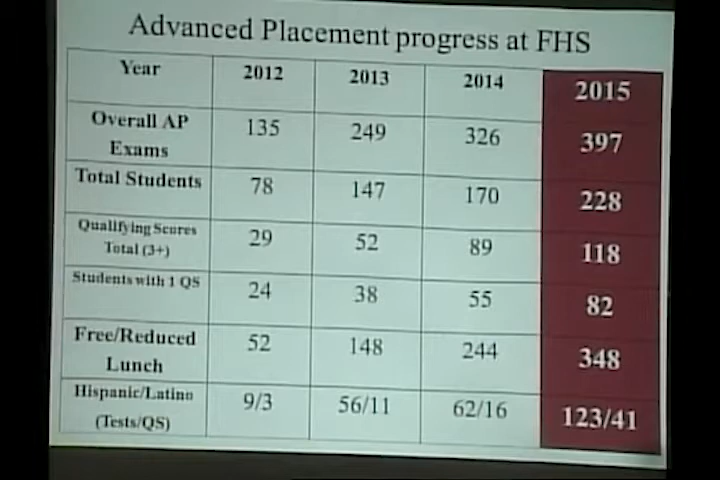 Advanced Placement progress at FHS
Year 2012 2013 2014 2015
Overall AP Exams 135 249 326 397
Total Students 78 147 170 228
Qualifying Scores Total (3+) 29 52 89 118
Students with 1 QS 24 38 55 82
Free/Reduced Lunch 52 148 244 348
Hispanic/Latino (Tests/QS) 9/3 56/11 62/16 123/41